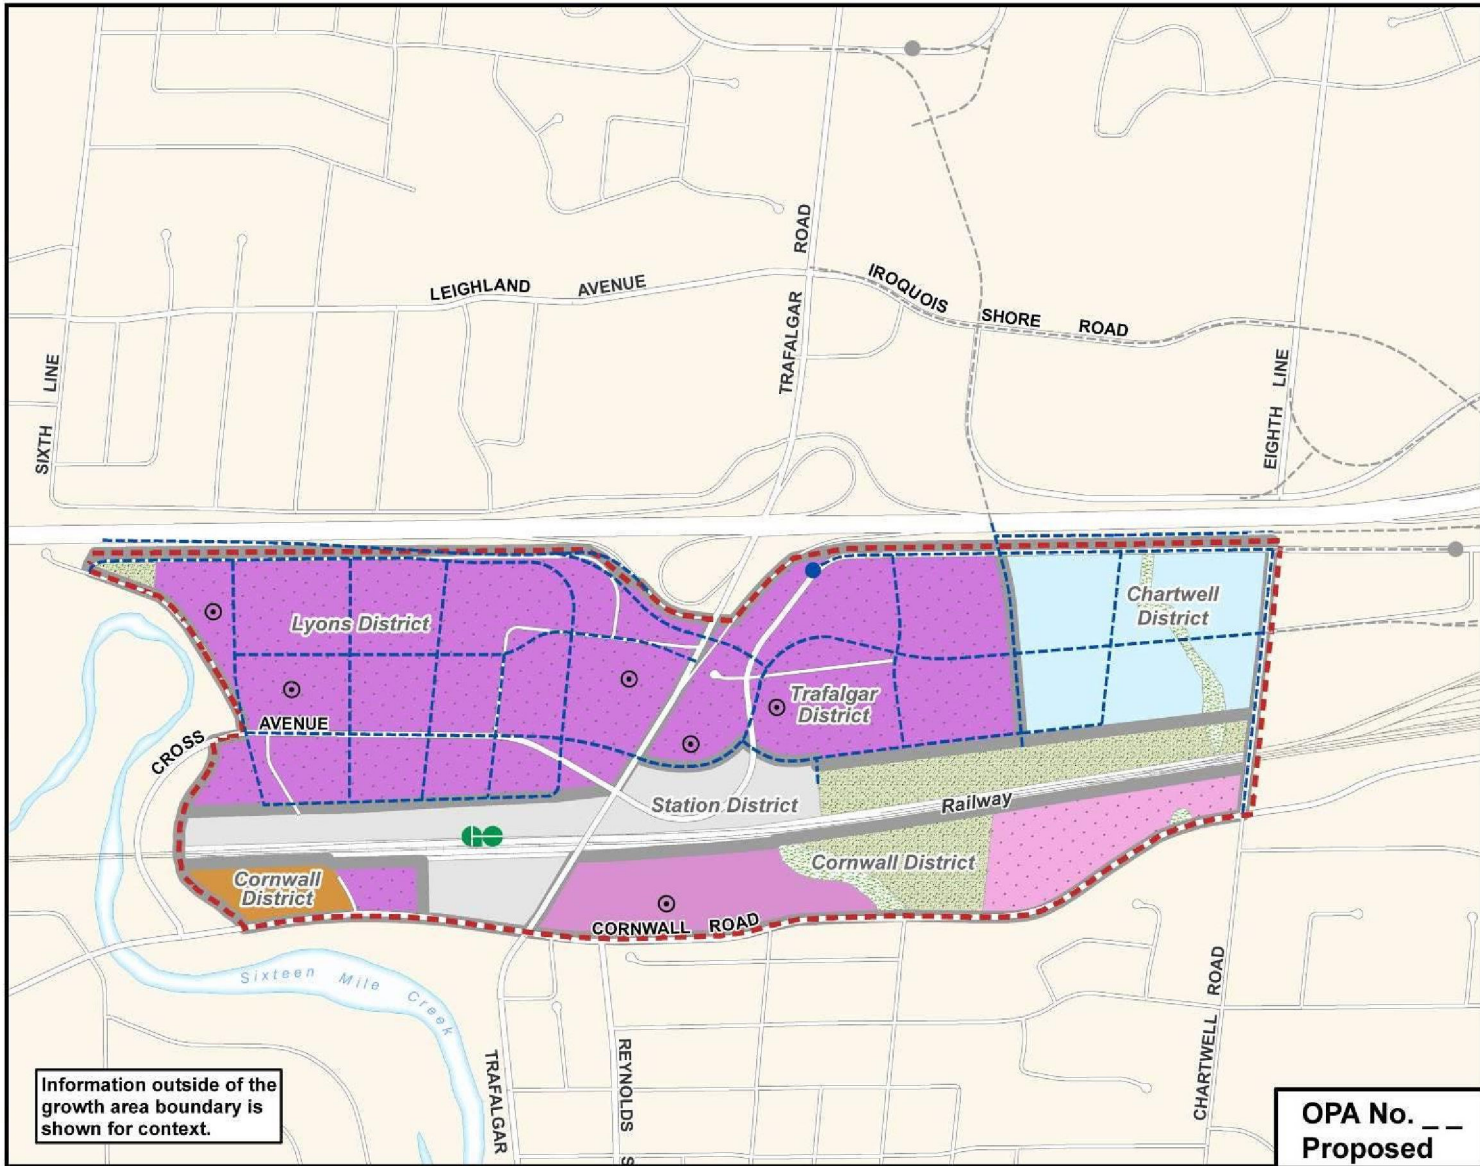 TRAFALGAR ROAD
LEIGHLAND AVENUE
IROQUOIS SHORE ROAD
SIXTH LINE
EIGHTH LINE
Lyons District
Chartwell
District
Trafalgar
District
CROSS AVENUE
Station District
Railway
GO
Cornwall District
Cornwall
District
CORNWALL ROAD
Sixteen Mile Creek
TRAFALGAR
REYNOLDS S
CHARTWELL ROAD
Information outside of the
growth area boundary is
shown for context.
OPA No. _ _
Proposed